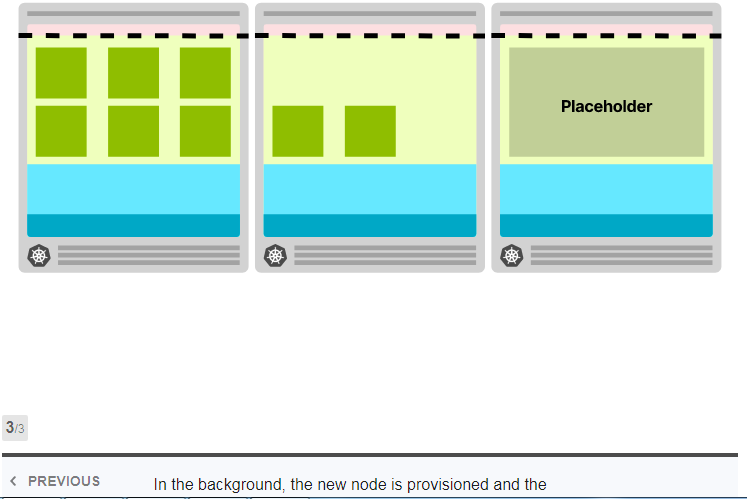 Placeholder
3/3
< PREVIOUS
In the background, the new node is provisioned and the